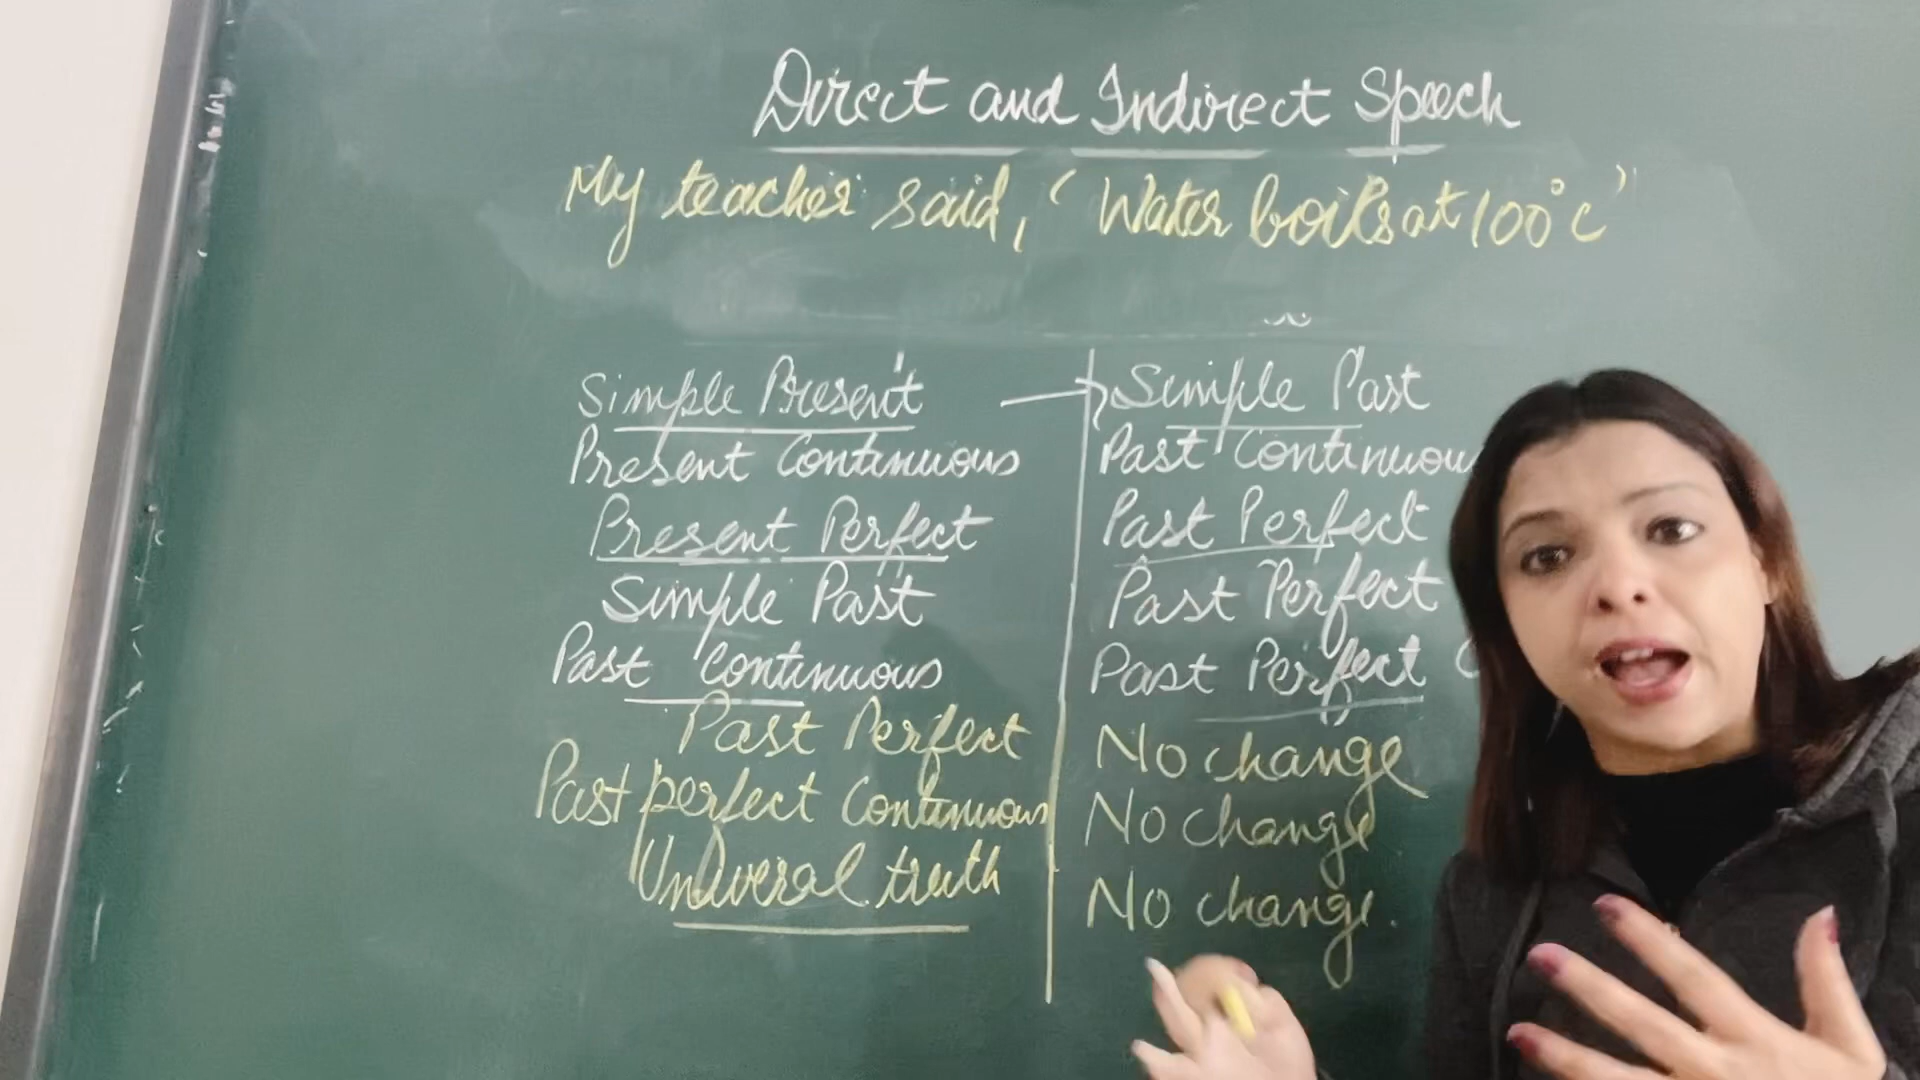 Direct and Indirect Speech
My teacher said, " Water boils at 100°C "
Simple Present → Simple Past
Present Continuous Past Continuous
Present Perfect Past Perfect
Simple Past Past Perfect
Past Continuous Past Perfect C
Past Perfect No change
Past perfect Continuous No change
Univeral truth No change.